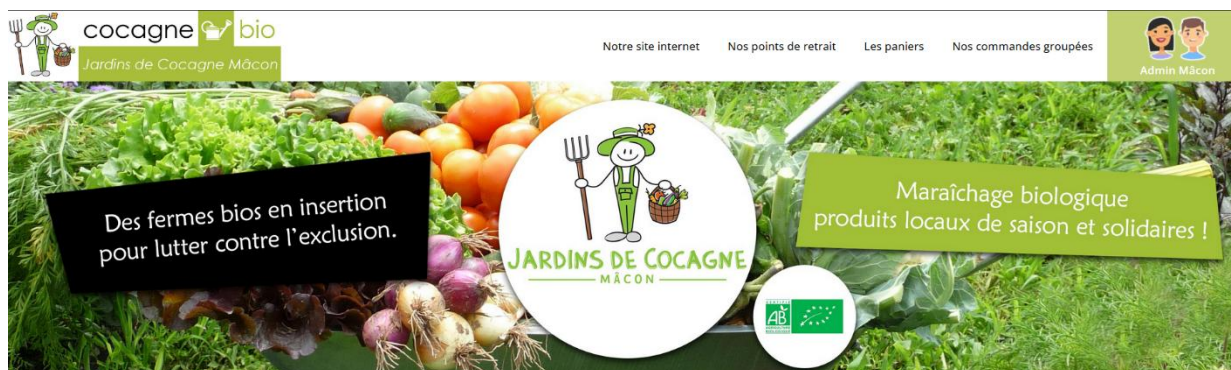 cocagne bio
Jardins de Cocagne Mâcon
Notre site internet
Nos points de retrait
Les paniers
Nos commandes groupées
Admin Mâcon
Des fermes bios en insertion
pour lutter contre l'exclusion.
JARDINS DE COCAGNE
MÂCON
Maraîchage biologique
produits locaux de saison et solidaires !
AB